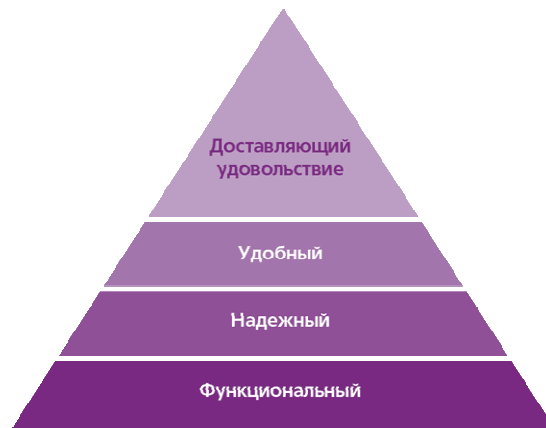 Доставляющий
удовольствие
Удобный
Надежный
Функциональный